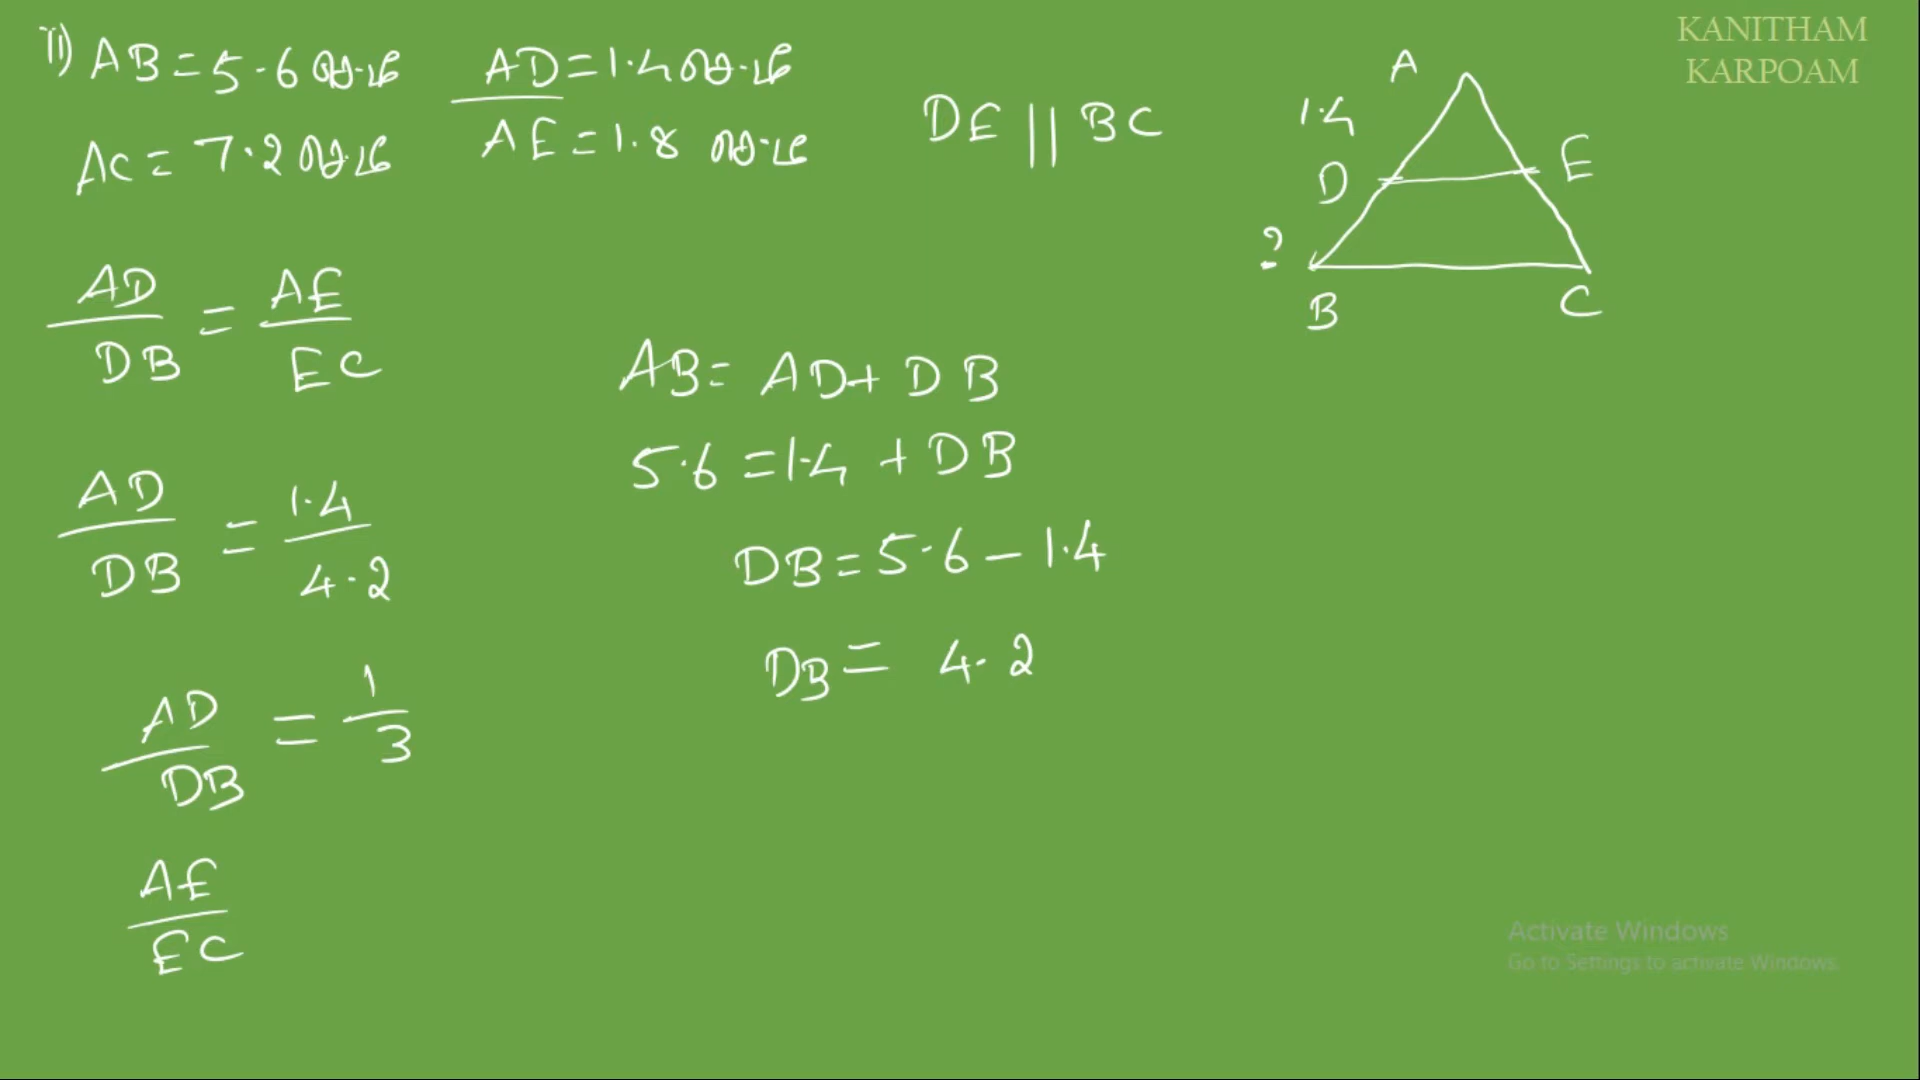 ii) AB = 5.6 செ.மீ AD = 1.4 செ.மீ
AC = 7.2 செ.மீ AE = 1.8 செ.மீ
DE || BC
AD/DB = AE/EC
AD/DB = 1.4/4.2
AD/DB = 1/3
AE/EC
AB = AD + DB
5.6 = 1.4 + DB
DB = 5.6 - 1.4
DB = 4.2
A
1.4
D E
?
B C
KANITHAM
KARPOAM
Activate Windows
Go to Settings to activate Windows.